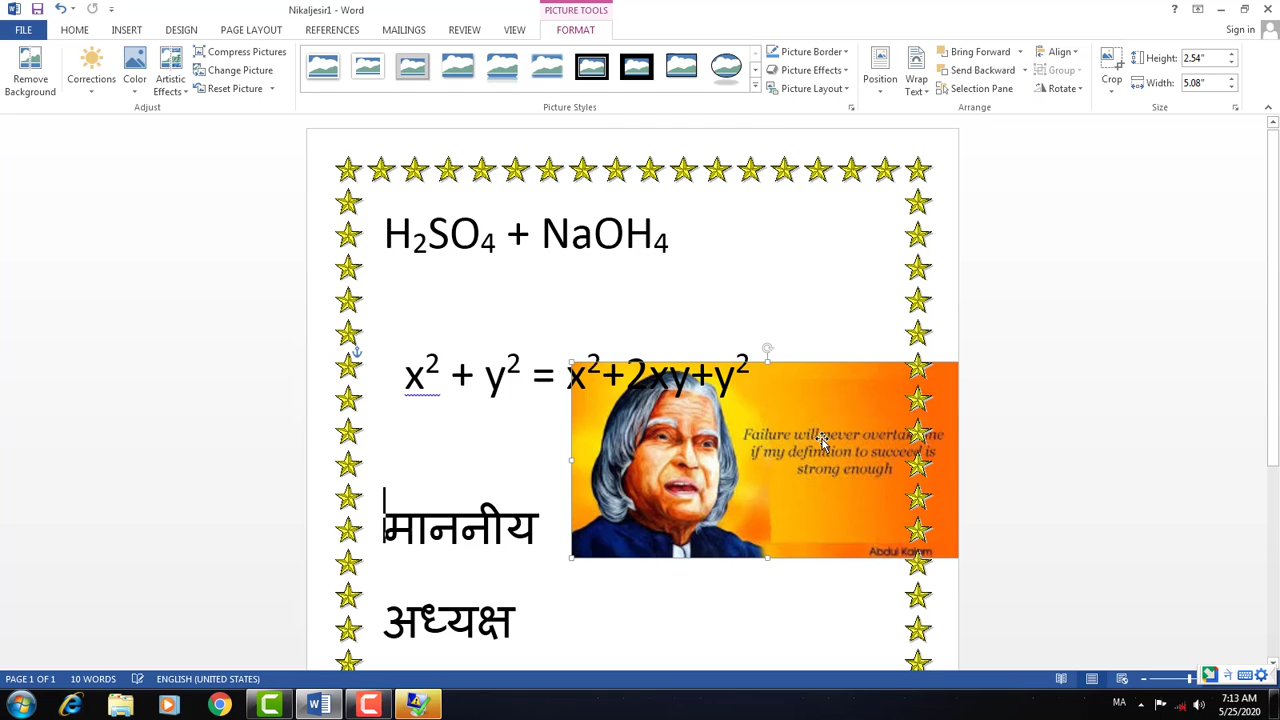 Nikaljesir1 - Word
PICTURE TOOLS
Sign in
FILE HOME INSERT DESIGN PAGE LAYOUT REFERENCES MAILINGS REVIEW VIEW FORMAT
Remove Background
Corrections
Color
Artistic Effects
Compress Pictures
Change Picture
Reset Picture
Adjust
Picture Styles
Picture Border
Picture Effects
Picture Layout
Position
Wrap Text
Bring Forward
Send Backward
Selection Pane
Align
Group
Rotate
Arrange
Crop
Height: 2.54"
Width: 5.08"
Size
H₂SO₄ + NaOH₄
x² + y² = x²+2xy+y²
Failure will never overtake me
if my definition to succeed is
strong enough
Abdul Kalam
माननीय
अध्यक्ष
PAGE 1 OF 1 10 WORDS ENGLISH (UNITED STATES)
MA
7:13 AM
5/25/2020